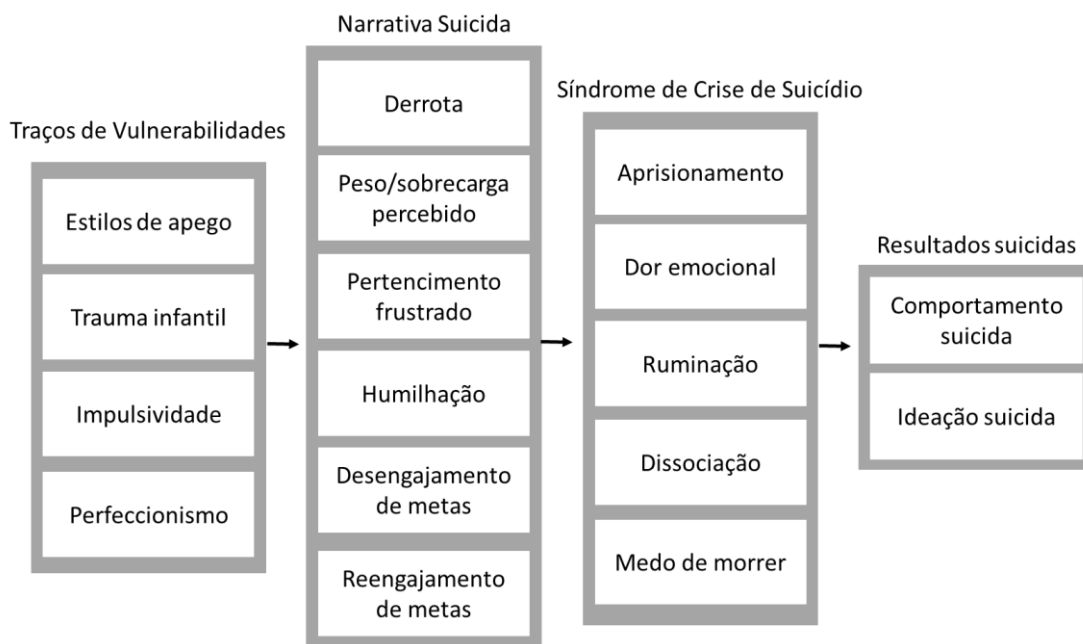 Traços de Vulnerabilidades
Estilos de apego
Trauma infantil
Impulsividade
Perfeccionismo
Narrativa Suicida
Derrota
Peso/sobrecarga
percebido
Pertencimento
frustrado
Humilhação
Desengajamento
de metas
Reengajamento
de metas
Síndrome de Crise de Suicídio
Aprisionamento
Dor emocional
Ruminação
Dissociação
Medo de morrer
Resultados suicidas
Comportamento
suicida
Ideação suicida